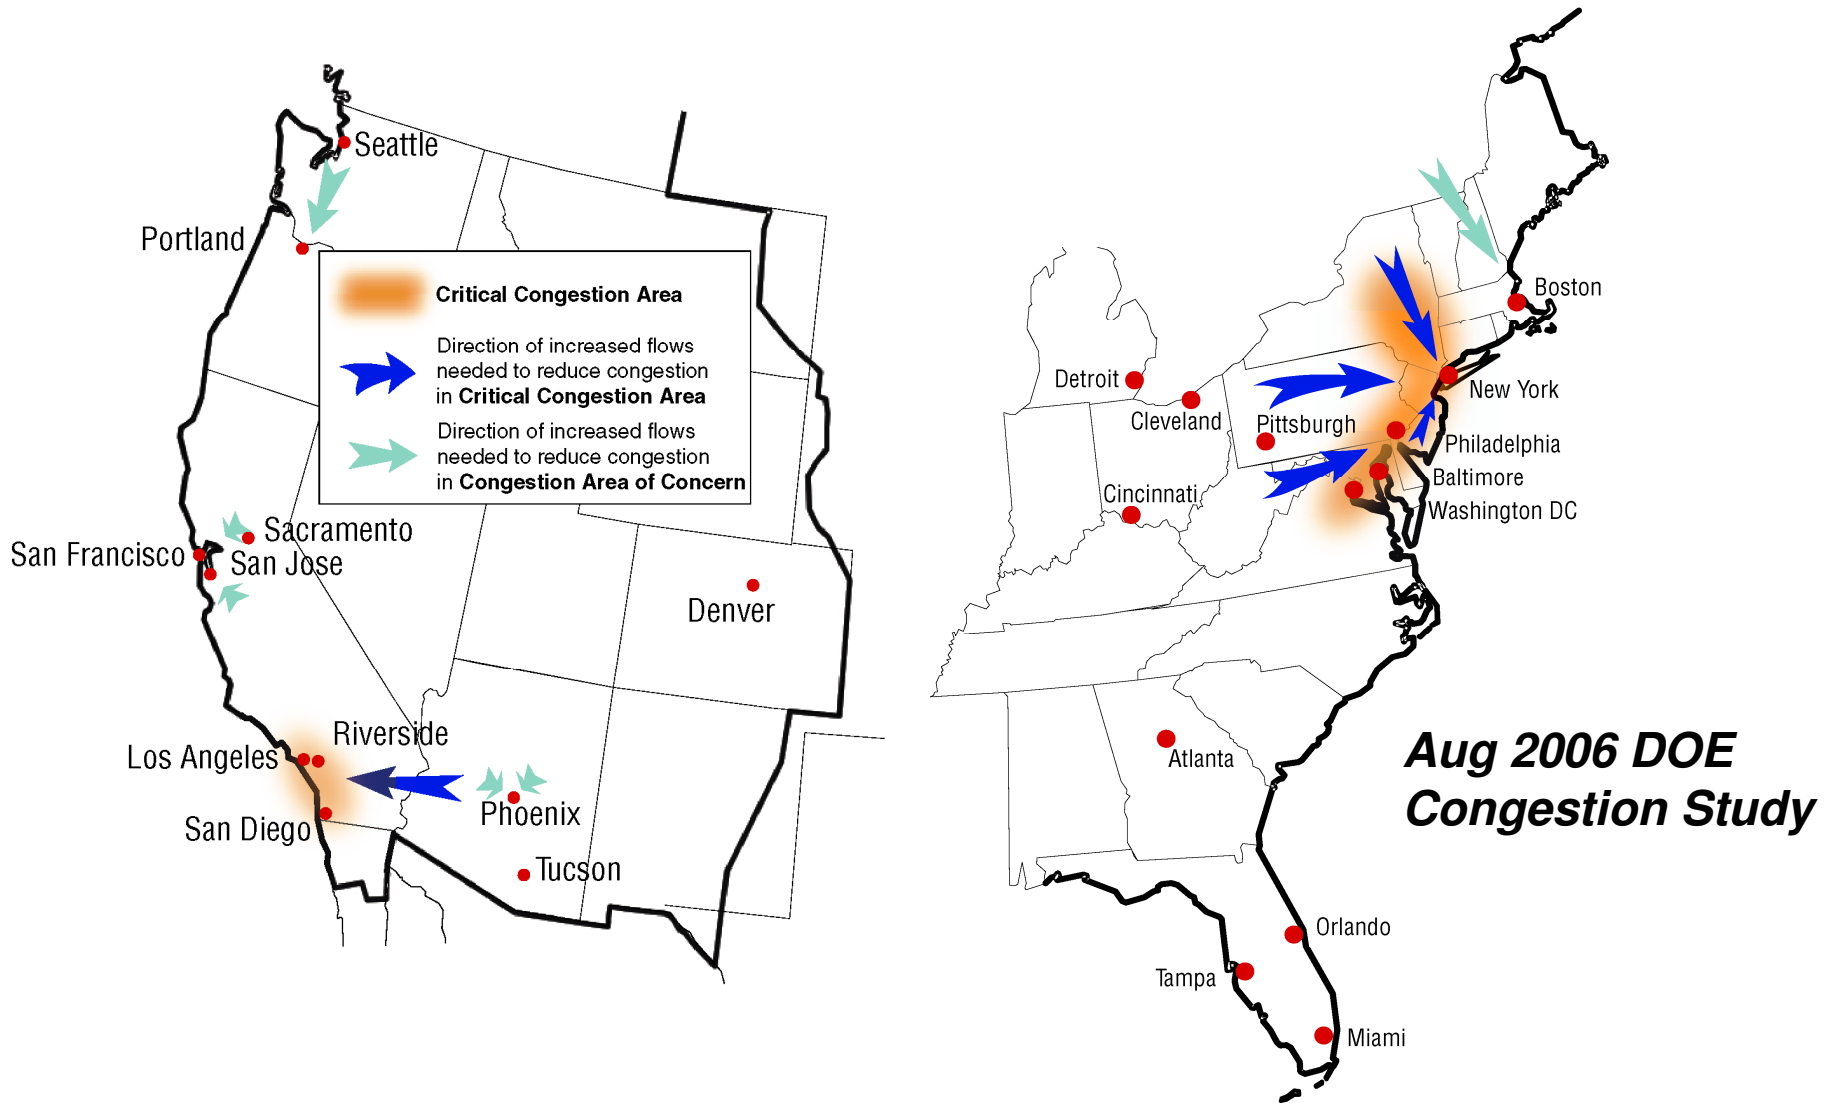 Seattle
Portland
Critical Congestion Area
Direction of increased flows
needed to reduce congestion
in Critical Congestion Area
Direction of increased flows
needed to reduce congestion
in Congestion Area of Concern
Sacramento
San Francisco
San Jose
Denver
Riverside
Los Angeles
Phoenix
San Diego
Tucson
Boston
Detroit
New York
Cleveland
Pittsburgh
Philadelphia
Baltimore
Cincinnati
Washington DC
Atlanta
Aug 2006 DOE
Congestion Study
Orlando
Tampa
Miami